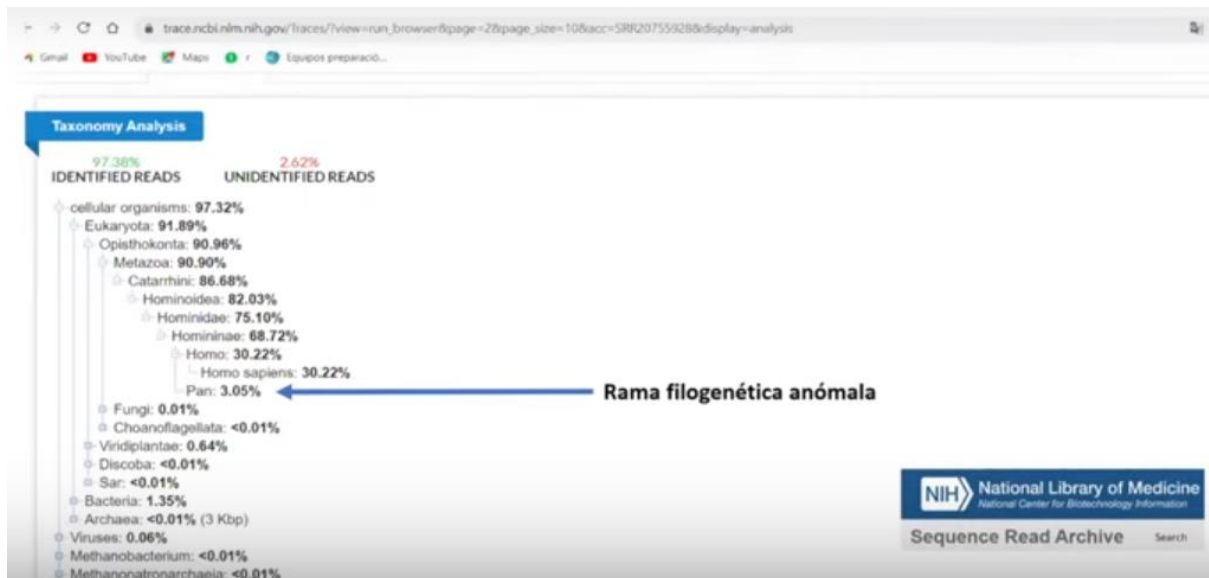 trace.ncbi.nlm.nih.gov/Traces/?view=run_browser&page=2&page_size=10&acc=SRR20755928&display=analysis
Gmail YouTube Maps r Equipos preparació...
Taxonomy Analysis
97.38% 2.62%
IDENTIFIED READS UNIDENTIFIED READS
cellular organisms: 97.32%
Eukaryota: 91.89%
Opisthokonta: 90.96%
Metazoa: 90.90%
Catarrhini: 86.68%
Hominoidea: 82.03%
Hominidae: 75.10%
Homininae: 68.72%
Homo: 30.22%
Homo sapiens: 30.22%
Pan: 3.05% Rama filogenética anómala
Fungi: 0.01%
Choanoflagellata: <0.01%
Viridiplantae: 0.64%
Discoba: <0.01%
Sar: <0.01%
Bacteria: 1.35%
Archaea: <0.01% (3 Kbp)
Viruses: 0.06%
Methanobacterium: <0.01%
Methanonatronarchaeia: <0.01%
NIH National Library of Medicine
National Center for Biotechnology Information
Sequence Read Archive Search